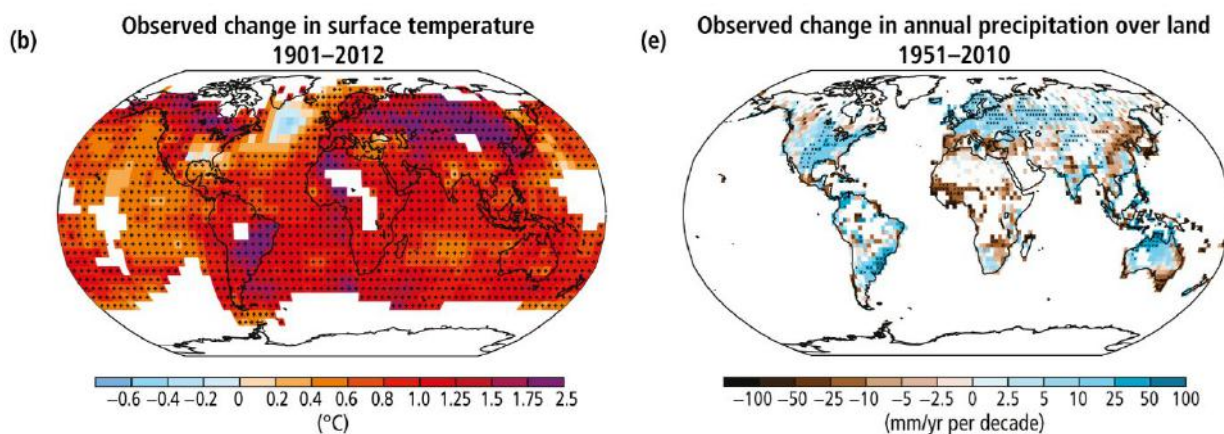 (b)
Observed change in surface temperature
1901–2012
−0.6 −0.4 −0.2 0 0.2 0.4 0.6 0.8 1.0 1.25 1.5 1.75 2.5
(°C)
(e)
Observed change in annual precipitation over land
1951–2010
−100 −50 −25 −10 −5 −2.5 0 2.5 5 10 25 50 100
(mm/yr per decade)